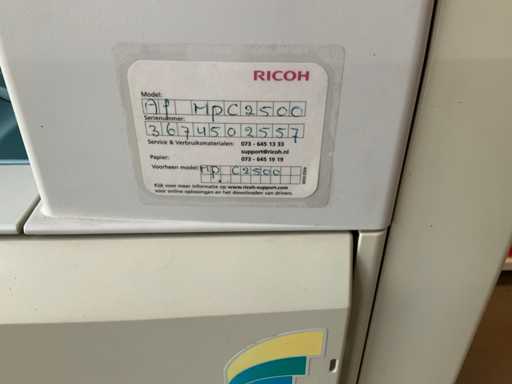 RICOH
Model:
Af MPC2500
Serienummer:
3674502557
Service & Verbruiksmaterialen: 073 - 645 13 33
support@ricoh.nl
Papier: 073 - 645 19 19
Voorheen model: MP C2500
Kijk voor meer informatie op www.ricoh-support.com
voor online oplossingen en het downloaden van drivers.